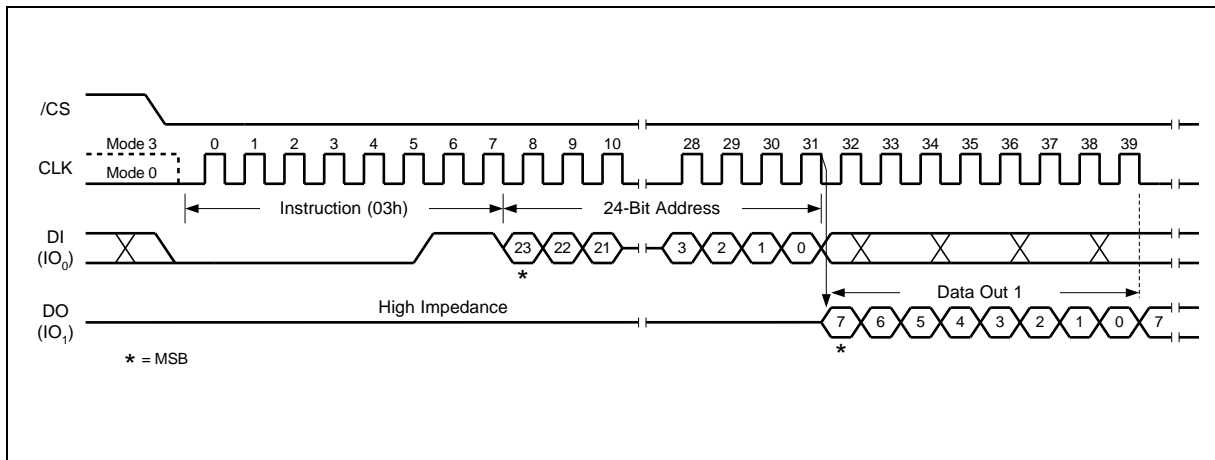 /CS
Mode 3
0 1 2 3 4 5 6 7 8 9 10 28 29 30 31 32 33 34 35 36 37 38 39
CLK
Mode 0
Instruction (03h) 24-Bit Address
DI
(IO0)
23 22 21 3 2 1 0
*
High Impedance
Data Out 1
DO
(IO1)
7 6 5 4 3 2 1 0 7
*
* = MSB